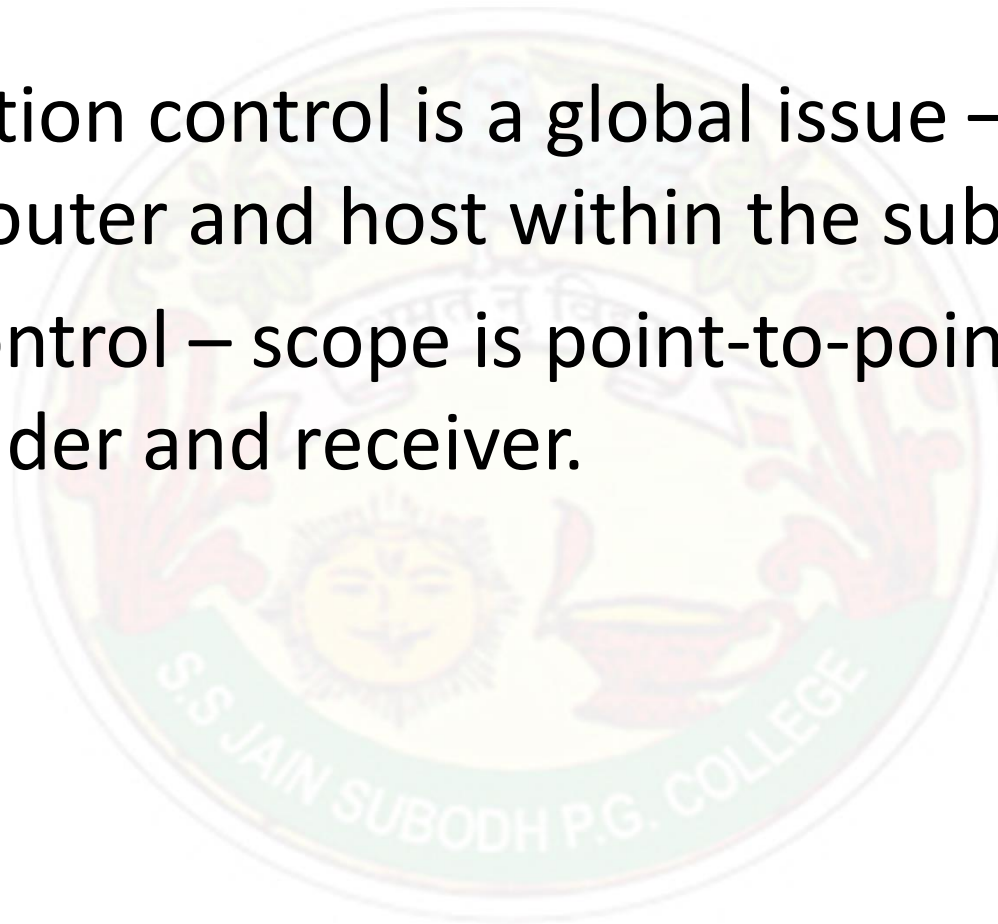 tion control is a global issue –
outer and host within the sub
ntrol – scope is point-to-poin
der and receiver.
S.S JAIN SUBODH P.G. COLLEGE